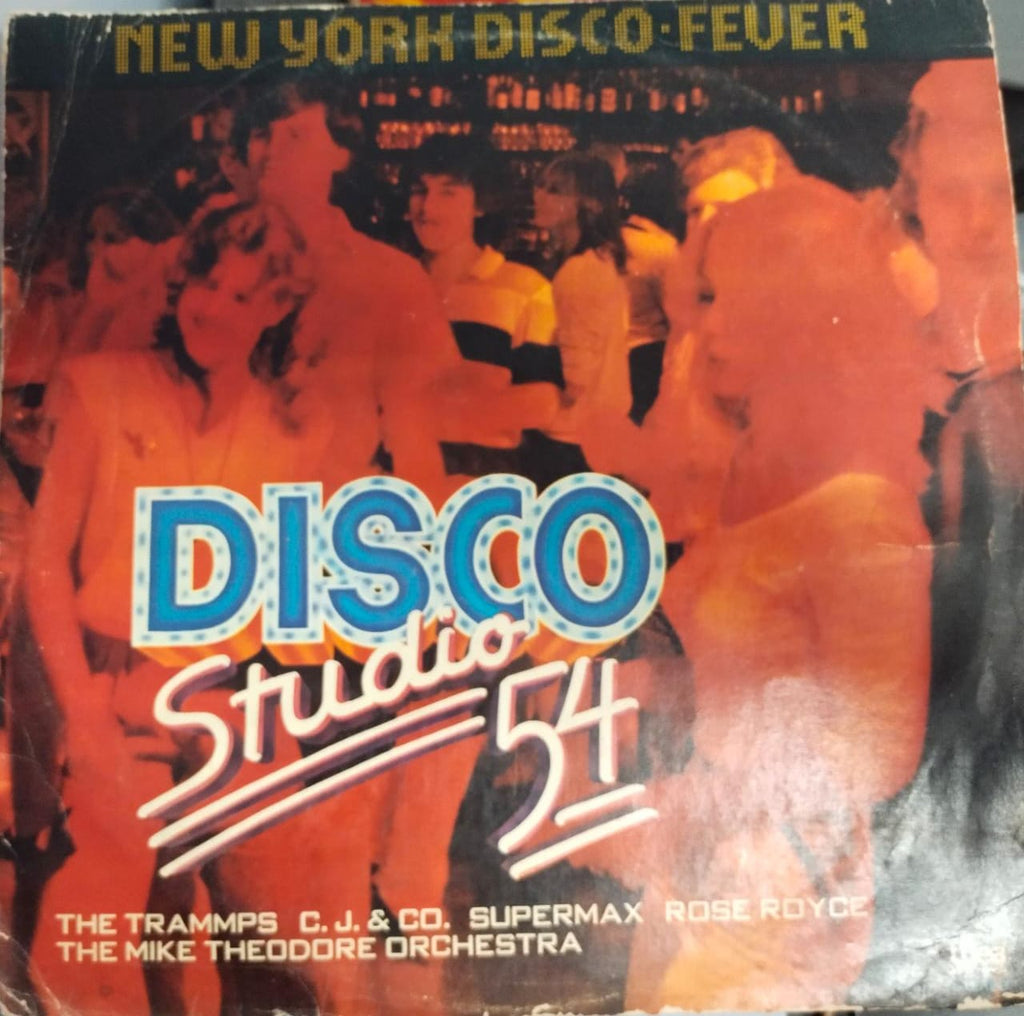 NEW YORK DISCO·FEVER
DISCO
Studio
54
THE TRAMMPS C.J. & CO. SUPERMAX ROSE ROYCE
THE MIKE THEODORE ORCHESTRA